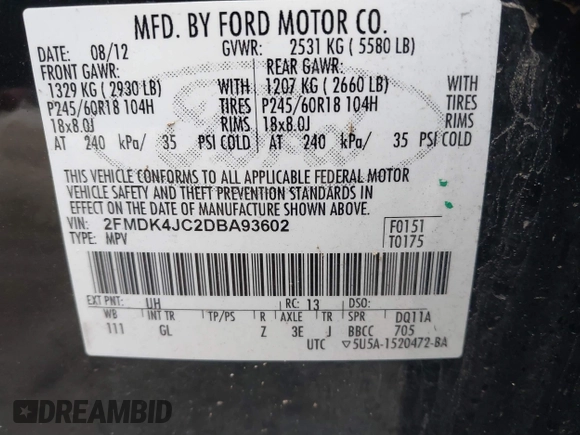 MFD. BY FORD MOTOR CO.
DATE: 08/12 GVWR: 2531 KG ( 5580 LB)
FRONT GAWR: REAR GAWR:
1329 KG ( 2930 LB) WITH 1207 KG ( 2660 LB) WITH
P245/60R18 104H TIRES P245/60R18 104H TIRES
18x8.0J RIMS 18x8.0J RIMS
AT 240 kPa/ 35 PSI COLD AT 240 kPa/ 35 PSI COLD
Ford
THIS VEHICLE CONFORMS TO ALL APPLICABLE FEDERAL MOTOR
VEHICLE SAFETY AND THEFT PREVENTION STANDARDS IN
EFFECT ON THE DATE OF MANUFACTURE SHOWN ABOVE.
VIN: 2FMDK4JC2DBA93602 F0151
TYPE: MPV T0175
EXT PNT: UH RC: 13 DSO:
WB INT TR TP/PS R AXLE TR SPR DQ11A
111 GL Z 3E J BBCC 705
UTC 5U5A-1520472-BA
DREAMBID